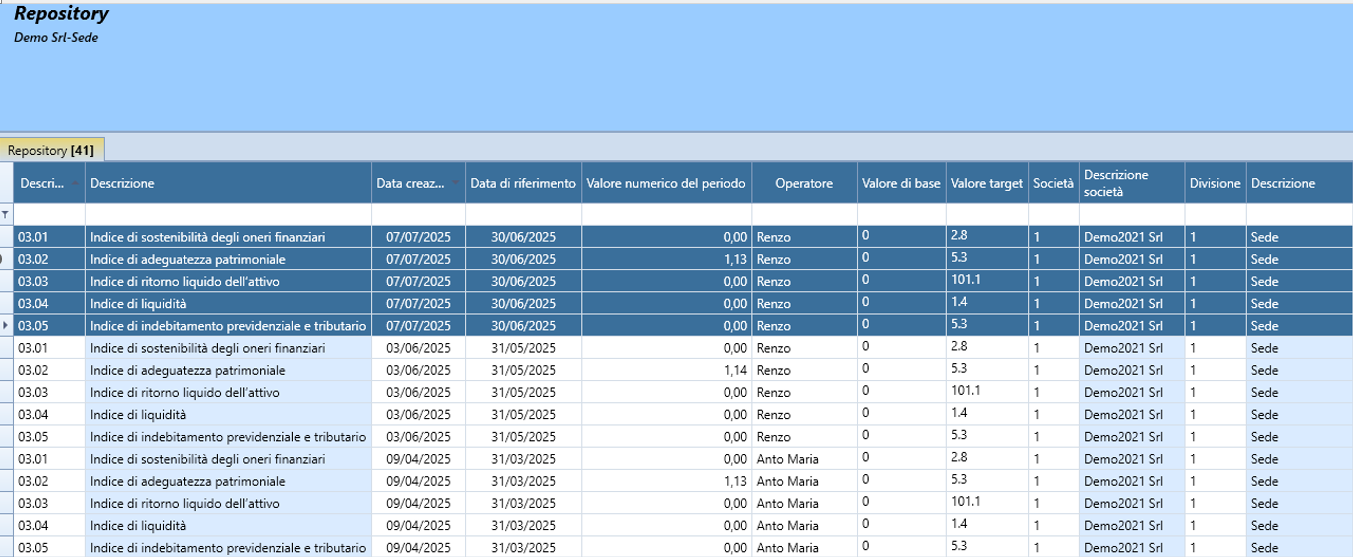 Repository
Demo Srl-Sede
Repository [41]
Descri... Descrizione Data creaz... Data di riferimento Valore numerico del periodo Operatore Valore di base Valore target Società Descrizione società Divisione Descrizione
03.01 Indice di sostenibilità degli oneri finanziari 07/07/2025 30/06/2025 0,00 Renzo 0 2.8 1 Demo2021 Srl 1 Sede
03.02 Indice di adeguatezza patrimoniale 07/07/2025 30/06/2025 1,13 Renzo 0 5.3 1 Demo2021 Srl 1 Sede
03.03 Indice di ritorno liquido dell'attivo 07/07/2025 30/06/2025 0,00 Renzo 0 101.1 1 Demo2021 Srl 1 Sede
03.04 Indice di liquidità 07/07/2025 30/06/2025 0,00 Renzo 0 1.4 1 Demo2021 Srl 1 Sede
03.05 Indice di indebitamento previdenziale e tributario 07/07/2025 30/06/2025 0,00 Renzo 0 5.3 1 Demo2021 Srl 1 Sede
03.01 Indice di sostenibilità degli oneri finanziari 03/06/2025 31/05/2025 0,00 Renzo 0 2.8 1 Demo2021 Srl 1 Sede
03.02 Indice di adeguatezza patrimoniale 03/06/2025 31/05/2025 1,14 Renzo 0 5.3 1 Demo2021 Srl 1 Sede
03.03 Indice di ritorno liquido dell'attivo 03/06/2025 31/05/2025 0,00 Renzo 0 101.1 1 Demo2021 Srl 1 Sede
03.04 Indice di liquidità 03/06/2025 31/05/2025 0,00 Renzo 0 1.4 1 Demo2021 Srl 1 Sede
03.05 Indice di indebitamento previdenziale e tributario 03/06/2025 31/05/2025 0,00 Renzo 0 5.3 1 Demo2021 Srl 1 Sede
03.01 Indice di sostenibilità degli oneri finanziari 09/04/2025 31/03/2025 0,00 Anto Maria 0 2.8 1 Demo2021 Srl 1 Sede
03.02 Indice di adeguatezza patrimoniale 09/04/2025 31/03/2025 1,13 Anto Maria 0 5.3 1 Demo2021 Srl 1 Sede
03.03 Indice di ritorno liquido dell'attivo 09/04/2025 31/03/2025 0,00 Anto Maria 0 101.1 1 Demo2021 Srl 1 Sede
03.04 Indice di liquidità 09/04/2025 31/03/2025 0,00 Anto Maria 0 1.4 1 Demo2021 Srl 1 Sede
03.05 Indice di indebitamento previdenziale e tributario 09/04/2025 31/03/2025 0,00 Anto Maria 0 5.3 1 Demo2021 Srl 1 Sede